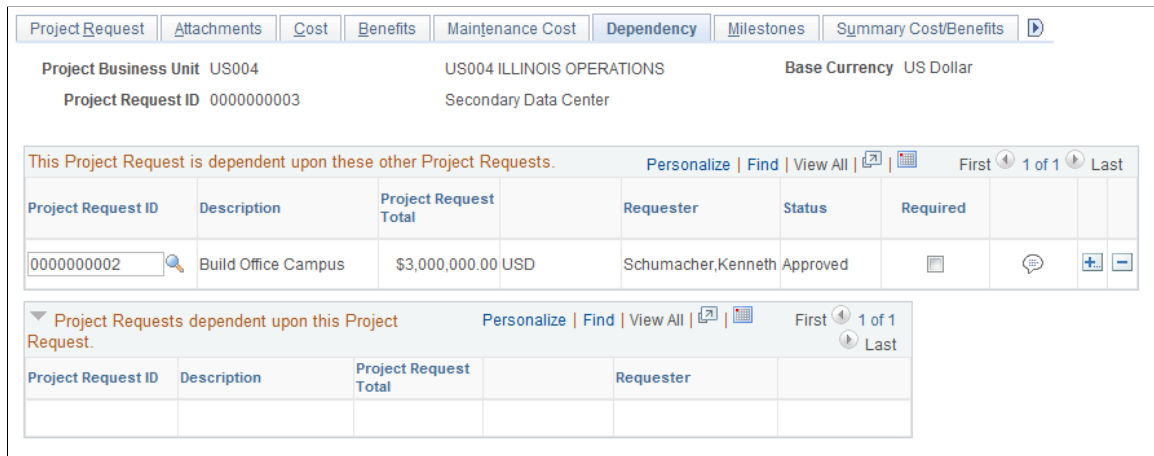 Project Request Attachments Cost Benefits Maintenance Cost Dependency Milestones Summary Cost/Benefits
Project Business Unit US004 US004 ILLINOIS OPERATIONS Base Currency US Dollar
Project Request ID 0000000003 Secondary Data Center
This Project Request is dependent upon these other Project Requests. Personalize | Find | View All | | First 1 of 1 Last
Project Request ID Description Project Request Total Requester Status Required
0000000002 Build Office Campus $3,000,000.00 USD Schumacher,Kenneth Approved
Project Requests dependent upon this Project Request. Personalize | Find | View All | | First 1 of 1 Last
Project Request ID Description Project Request Total Requester